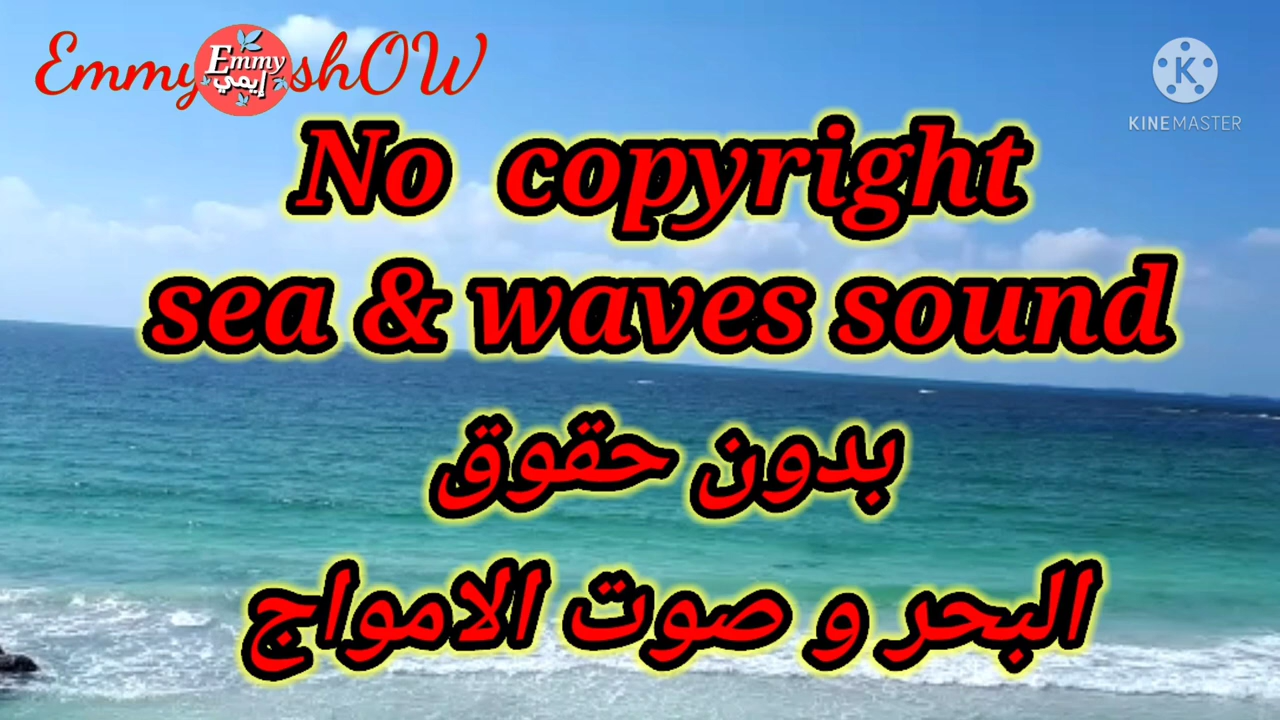 Emmy shOW
Emmy
إيمي
K
KINEMASTER
No copyright
sea & waves sound
بدون حقوق
البحر و صوت الامواج